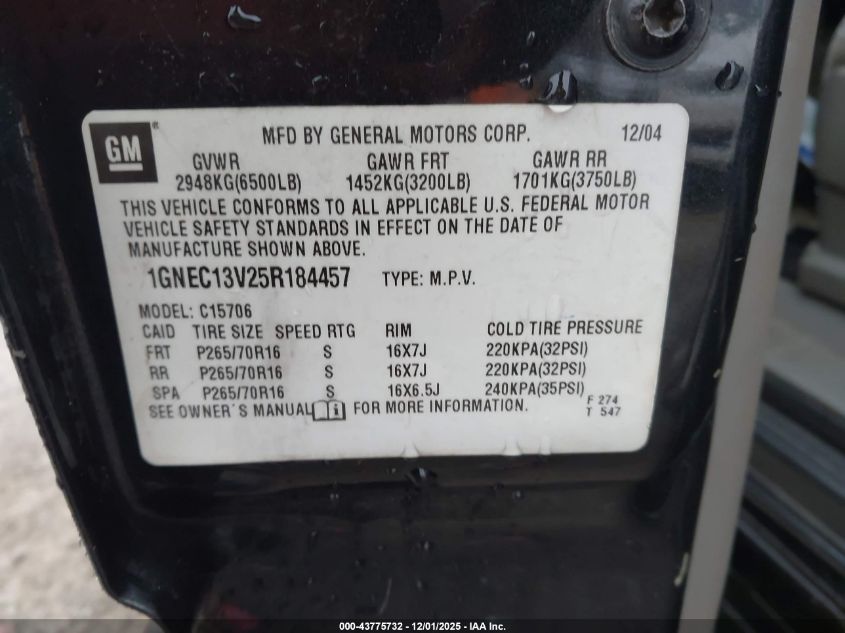 GM ®
MFD BY GENERAL MOTORS CORP. 12/04
GVWR GAWR FRT GAWR RR
2948KG(6500LB) 1452KG(3200LB) 1701KG(3750LB)
THIS VEHICLE CONFORMS TO ALL APPLICABLE U.S. FEDERAL MOTOR
VEHICLE SAFETY STANDARDS IN EFFECT ON THE DATE OF
MANUFACTURE SHOWN ABOVE.
1GNEC13V25R184457 TYPE: M.P.V.
MODEL: C15706
CAID TIRE SIZE SPEED RTG RIM COLD TIRE PRESSURE
FRT P265/70R16 S 16X7J 220KPA(32PSI)
RR P265/70R16 S 16X7J 220KPA(32PSI)
SPA P265/70R16 S 16X6.5J 240KPA(35PSI)
SEE OWNER'S MANUAL FOR MORE INFORMATION.
F 274
T 547
000-43775732 - 12/01/2025 - IAA Inc.